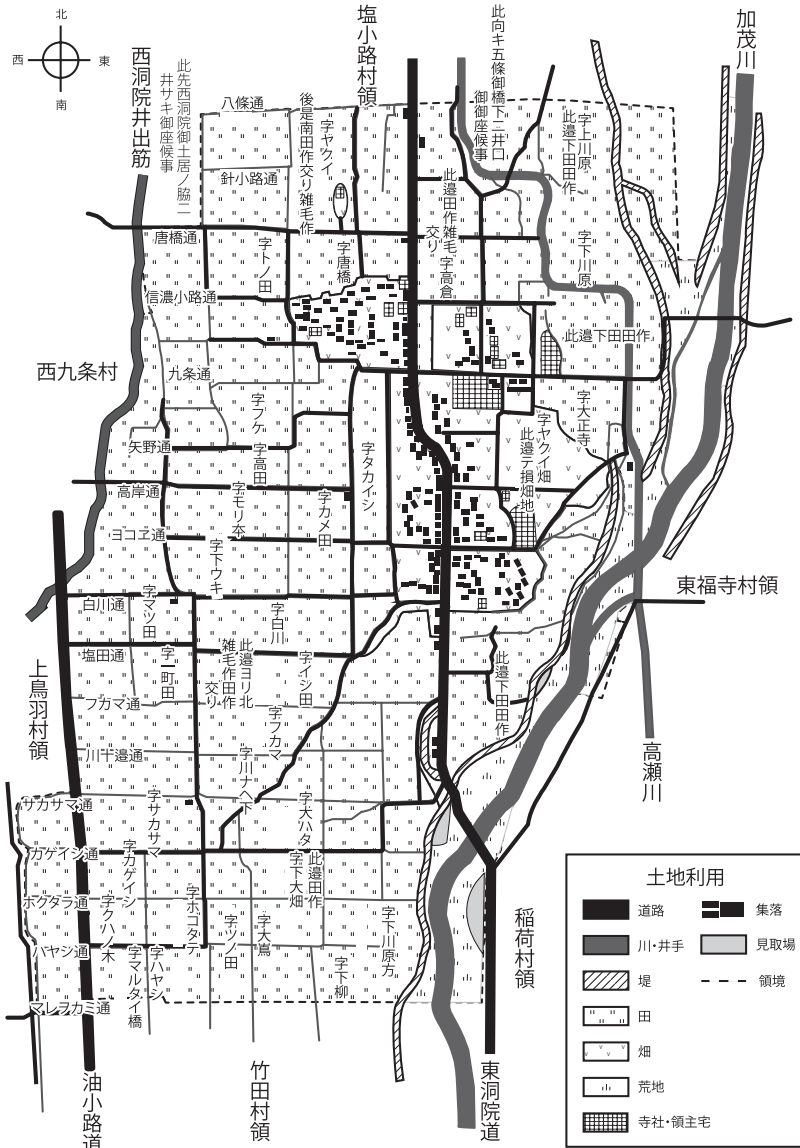 北
西
東
南
西洞院井出筋
此先西洞院御土居ノ脇ニ
井サキ御座候事
塩小路村領
此向キ五條御橋下ニ井口
御御座候事
加茂川
八條通
針小路通
後是南田作交り雑毛作
字ヤクイ
字上川原
此邉下田田作
唐橋通
字トノ田
字唐橋
此邉田作雑毛
交り
字高倉
字下川原
信濃小路通
此邉下田田作
西九条村
九条通
字フケ
字高田
字タカイシ
字ヤクイ畑
此邉テ損畑地
字大正寺
矢野通
高岸通
字モリ本
字カメ田
ヨコヱ通
字下ウキ
白川通
字マツ田
字白川
東福寺村領
塩田通
字一町田
此邉ヨリ北
雑毛作田作
交り
字イシ田
此邉下田田作
上鳥羽村領
フカマ通
字フカマ
高瀬川
川十邉通
字川ナヘ下
サカサマ通
字サカサマ
字大ハタ
カゲイシ通
字カゲイシ
此邉田作
字下大畑
ホクダラ通
字クハノ木
字ホコタテ
字ツノ田
字大嶌
字下川原方
ハヤシ通
字マルタイ橋
字ハヤシ
字下柳
マレヲカミ通
稲荷村領
油小路道
竹田村領
東洞院道
土地利用
道路
集落
川・井手
見取場
堤
領境
田
畑
荒地
寺社・領主宅